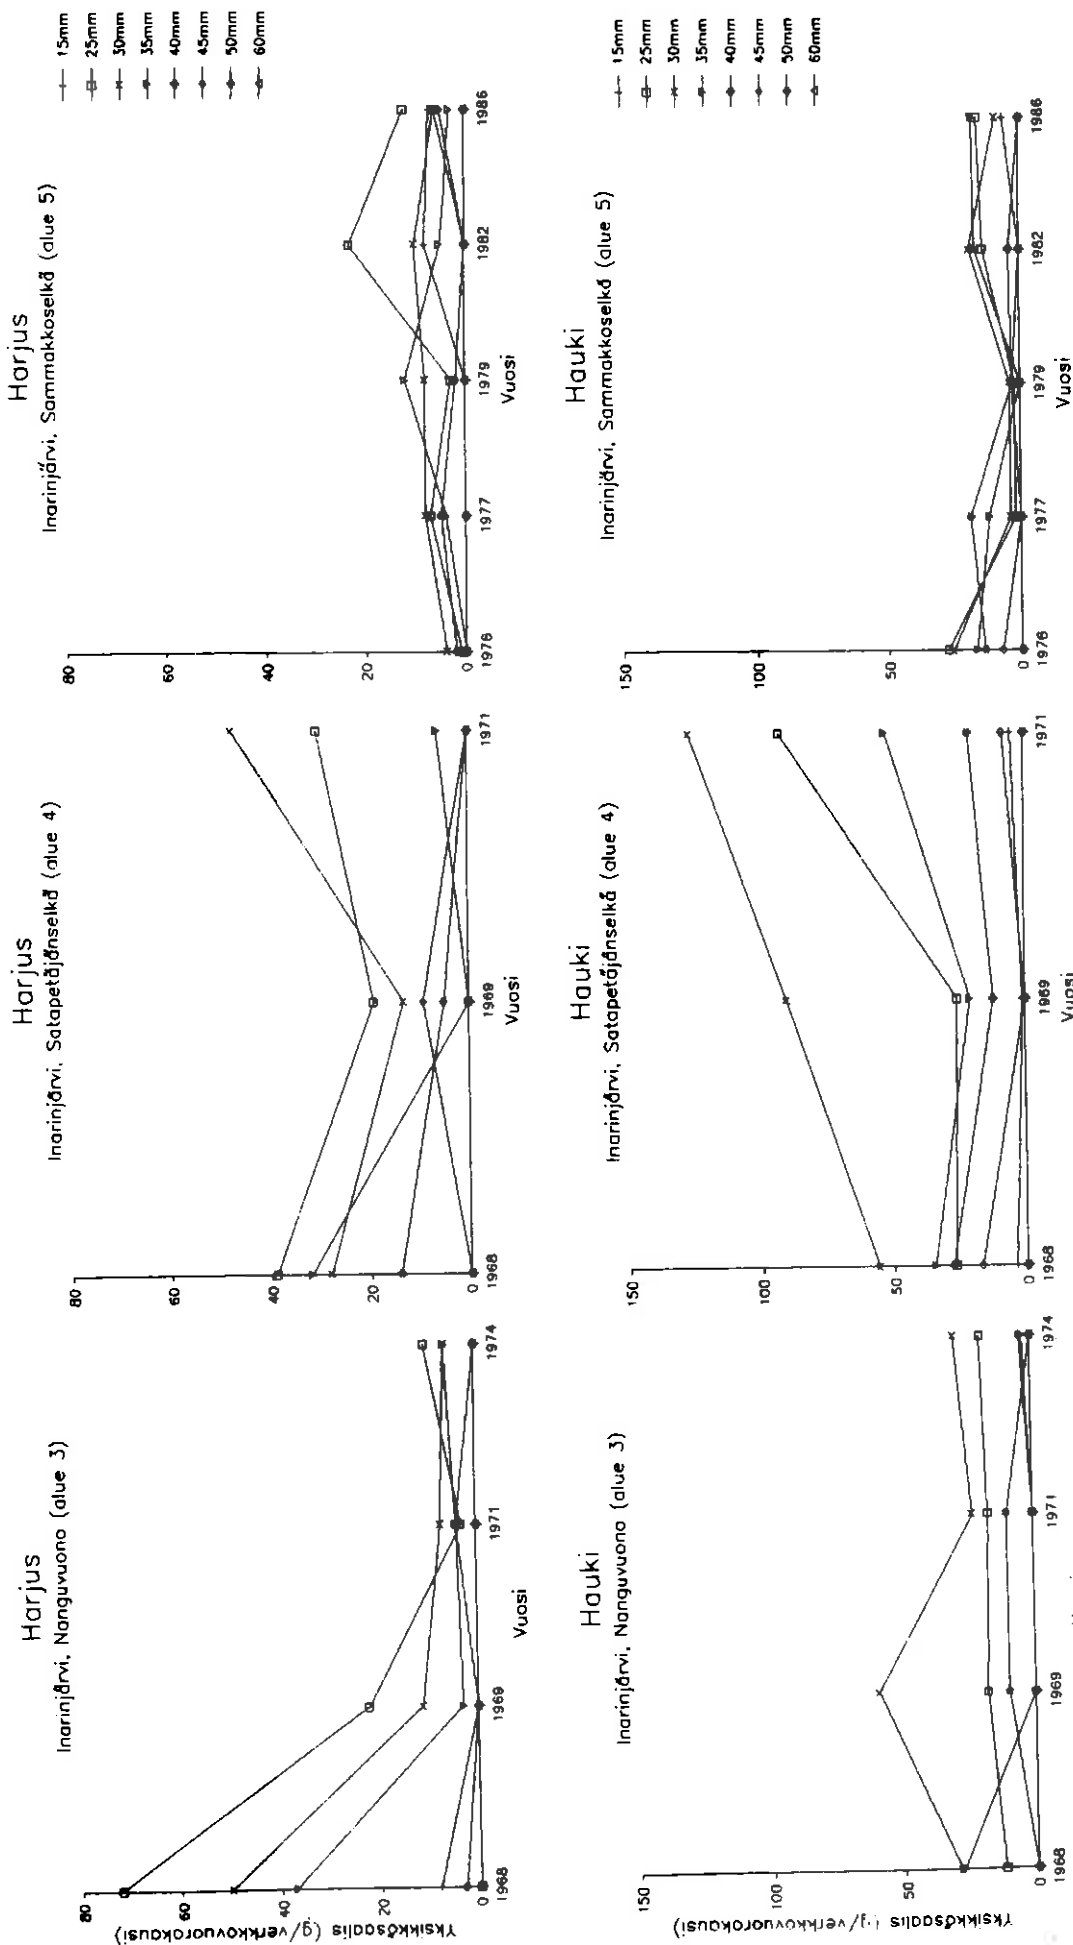 Harjus
Inarinjärvi, Nanguvuono (alue 3)
Yksikkösaalis (g/verkkovuorokausi)
80
60
40
20
0
1968
1969
1971
1974
Vuosi
Harjus
Inarinjärvi, Satapetäjänselkä (alue 4)
80
60
40
20
0
1968
1969
1971
Vuosi
Harjus
Inarinjärvi, Sammakkoselkä (alue 5)
80
60
40
20
0
1976
1977
1979
1982
1986
Vuosi
15mm
25mm
30mm
35mm
40mm
45mm
50mm
60mm
Hauki
Inarinjärvi, Nanguvuono (alue 3)
Yksikkösaalis (g/verkkovuorokausi)
150
100
50
0
1968
1969
1971
1974
Hauki
Inarinjärvi, Satapetäjänselkä (alue 4)
150
100
50
0
1968
1969
1971
Vuosi
Hauki
Inarinjärvi, Sammakkoselkä (alue 5)
150
100
50
0
1976
1977
1979
1982
1986
Vuosi
15mm
25mm
30mm
35mm
40mm
45mm
50mm
60mm